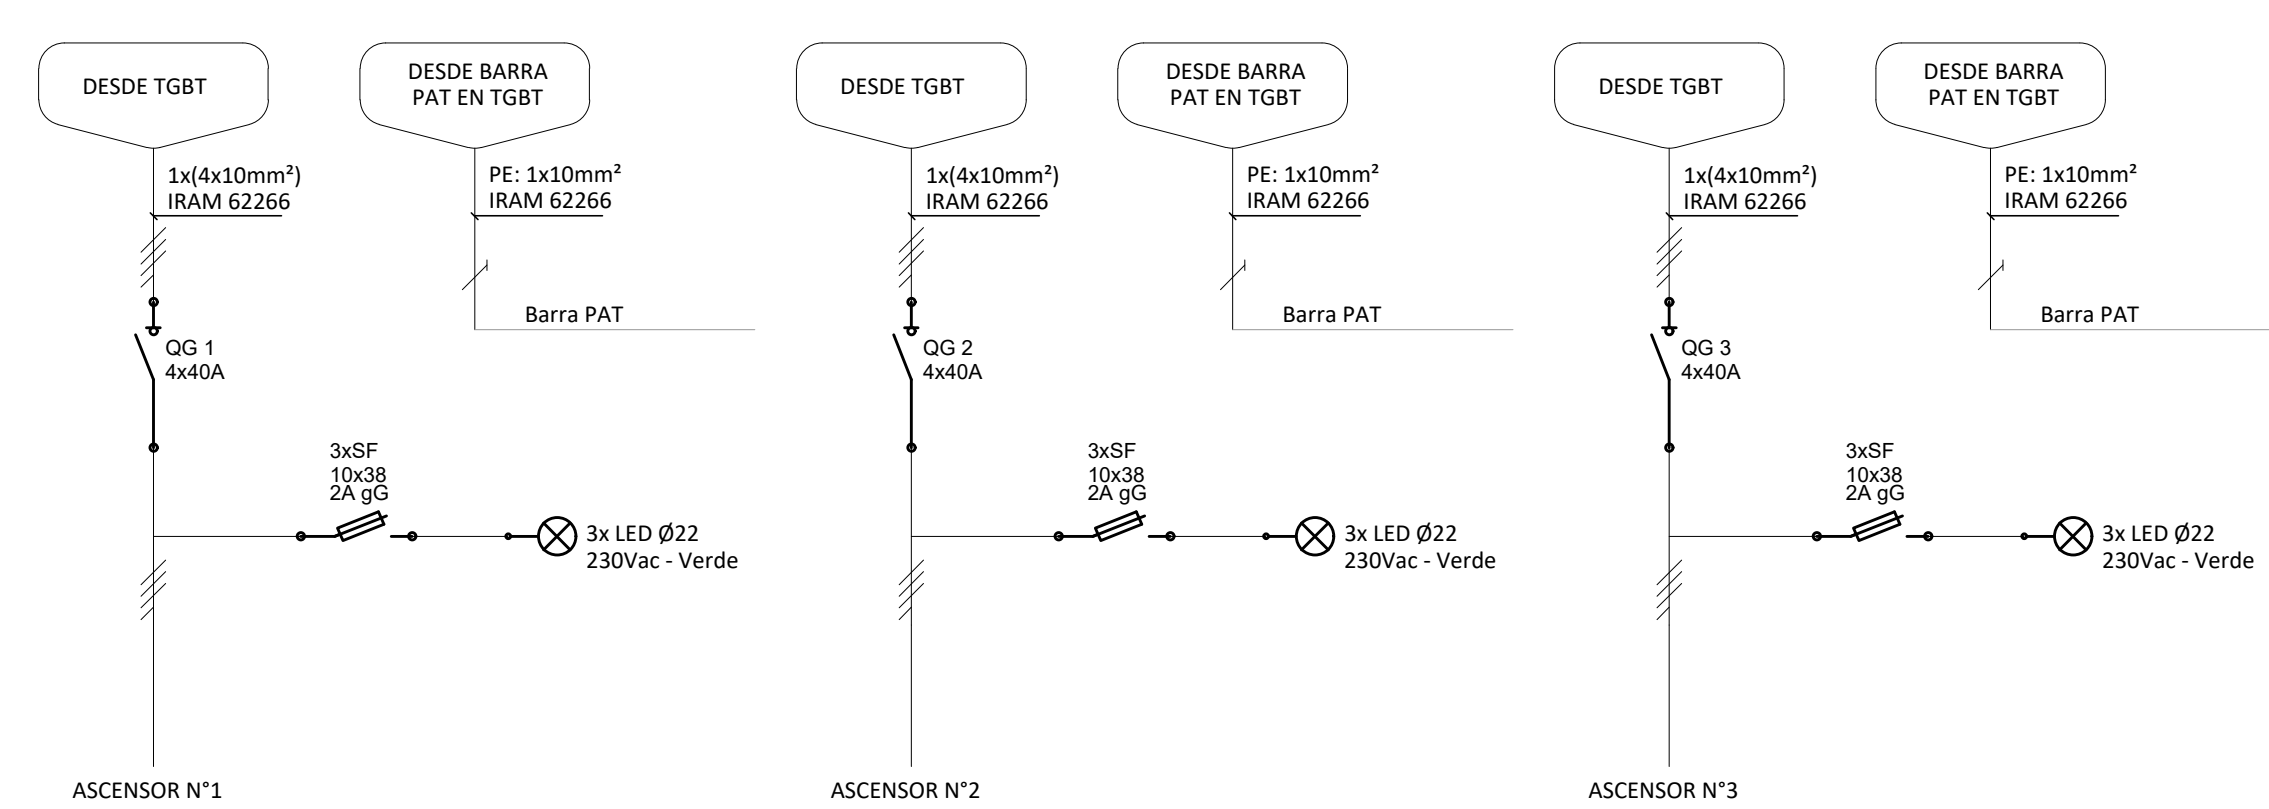 DESDE TGBT
DESDE BARRA
PAT EN TGBT
1x(4x10mm²)
IRAM 62266
PE: 1x10mm²
IRAM 62266
Barra PAT
QG 1
4x40A
3xSF
10x38
2A gG
3x LED Ø22
230Vac - Verde
ASCENSOR N°1
DESDE TGBT
DESDE BARRA
PAT EN TGBT
1x(4x10mm²)
IRAM 62266
PE: 1x10mm²
IRAM 62266
Barra PAT
QG 2
4x40A
3xSF
10x38
2A gG
3x LED Ø22
230Vac - Verde
ASCENSOR N°2
DESDE TGBT
DESDE BARRA
PAT EN TGBT
1x(4x10mm²)
IRAM 62266
PE: 1x10mm²
IRAM 62266
Barra PAT
QG 3
4x40A
3xSF
10x38
2A gG
3x LED Ø22
230Vac - Verde
ASCENSOR N°3